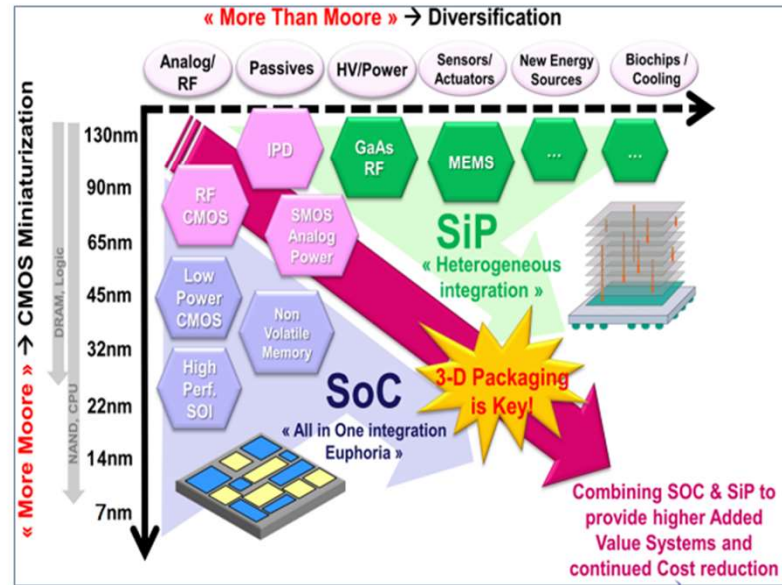 « More Than Moore » → Diversification
Analog/
RF
Passives
HV/Power
Sensors/
Actuators
New Energy
Sources
Biochips /
Cooling
« More Moore » → CMOS Miniaturization
DRAM, Logic
NAND, CPU
130nm
90nm
65nm
45nm
32nm
22nm
14nm
7nm
IPD
GaAs
RF
MEMS
...
...
RF
CMOS
SMOS
Analog
Power
Low
Power
CMOS
Non
Volatile
Memory
High
Perf.
SOI
SiP
« Heterogeneous
integration »
SoC
« All in One integration
Euphoria »
3-D Packaging
is Key!
Combining SOC & SiP to
provide higher Added
Value Systems and
continued Cost reduction